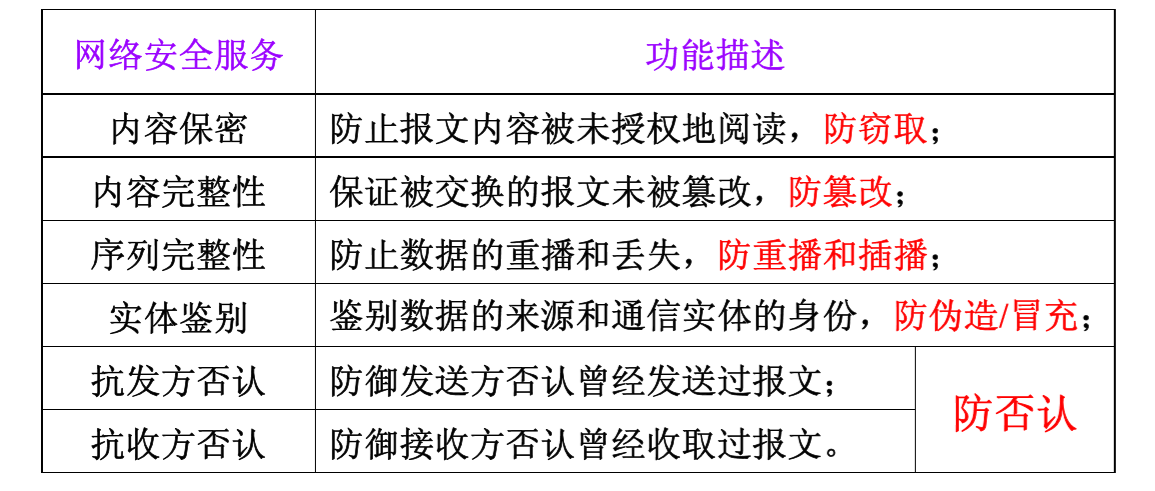 网络安全服务 功能描述
内容保密 防止报文内容被未授权地阅读，防窃取；
内容完整性 保证被交换的报文未被篡改，防篡改；
序列完整性 防止数据的重播和丢失，防重播和插播；
实体鉴别 鉴别数据的来源和通信实体的身份，防伪造/冒充；
抗发方否认 防御发送方否认曾经发送过报文；
防否认
抗收方否认 防御接收方否认曾经收取过报文。